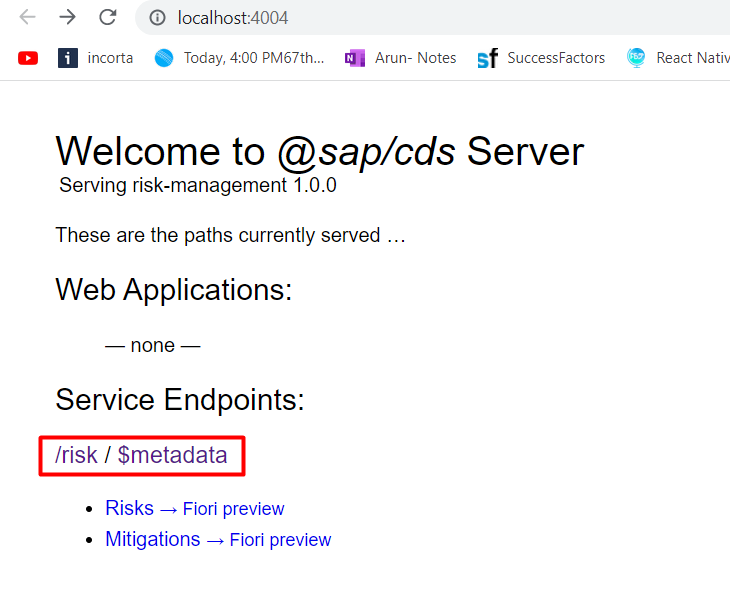 localhost:4004
incorta
Today, 4:00 PM67th...
Arun- Notes
SuccessFactors
React Nativ
Welcome to @sap/cds Server
Serving risk-management 1.0.0
These are the paths currently served …
Web Applications:
— none —
Service Endpoints:
/risk / $metadata
Risks → Fiori preview
Mitigations → Fiori preview